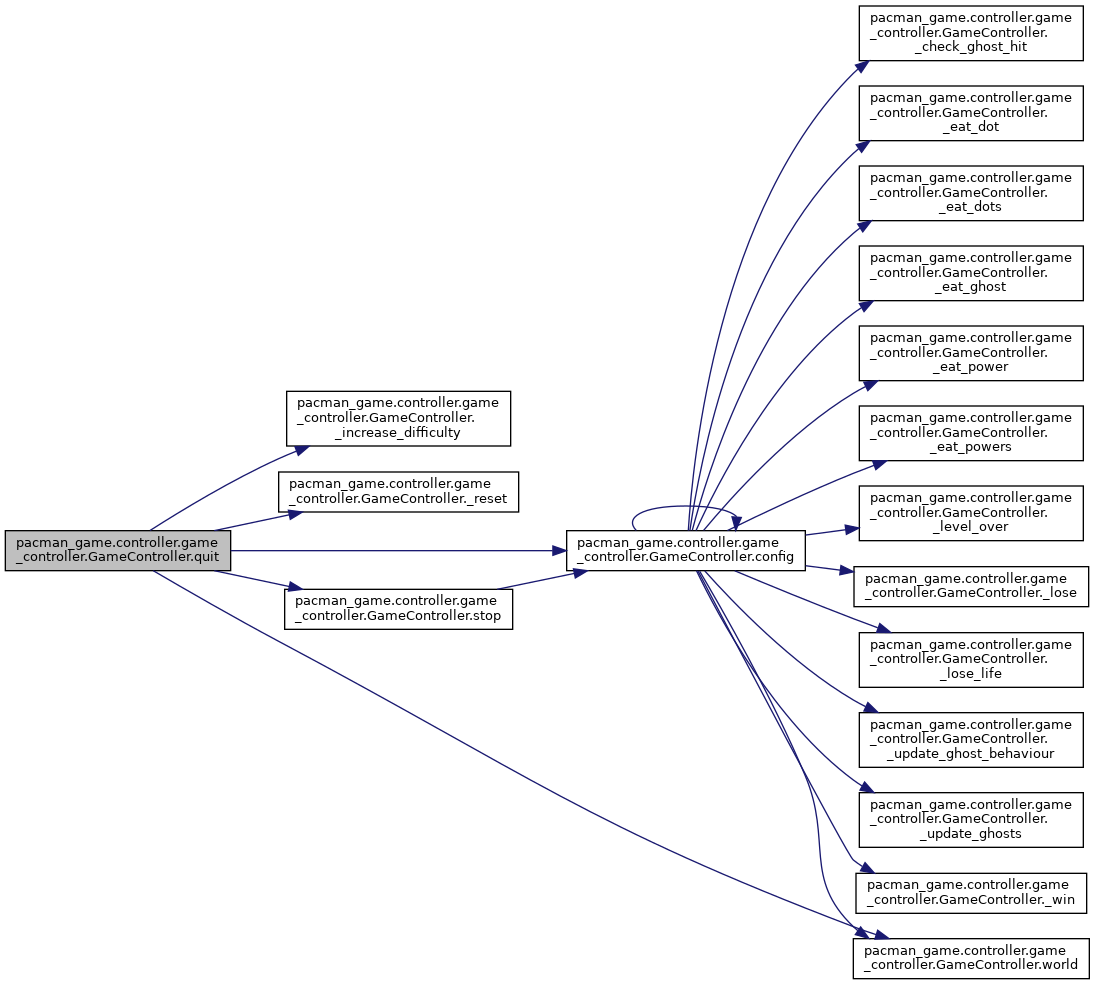 pacman_game.controller.game
_controller.GameController.quit
pacman_game.controller.game
_controller.GameController.
_increase_difficulty
pacman_game.controller.game
_controller.GameController._reset
pacman_game.controller.game
_controller.GameController.stop
pacman_game.controller.game
_controller.GameController.config
pacman_game.controller.game
_controller.GameController.
_check_ghost_hit
pacman_game.controller.game
_controller.GameController.
_eat_dot
pacman_game.controller.game
_controller.GameController.
_eat_dots
pacman_game.controller.game
_controller.GameController.
_eat_ghost
pacman_game.controller.game
_controller.GameController.
_eat_power
pacman_game.controller.game
_controller.GameController.
_eat_powers
pacman_game.controller.game
_controller.GameController.
_level_over
pacman_game.controller.game
_controller.GameController._lose
pacman_game.controller.game
_controller.GameController.
_lose_life
pacman_game.controller.game
_controller.GameController.
_update_ghost_behaviour
pacman_game.controller.game
_controller.GameController.
_update_ghosts
pacman_game.controller.game
_controller.GameController._win
pacman_game.controller.game
_controller.GameController.world